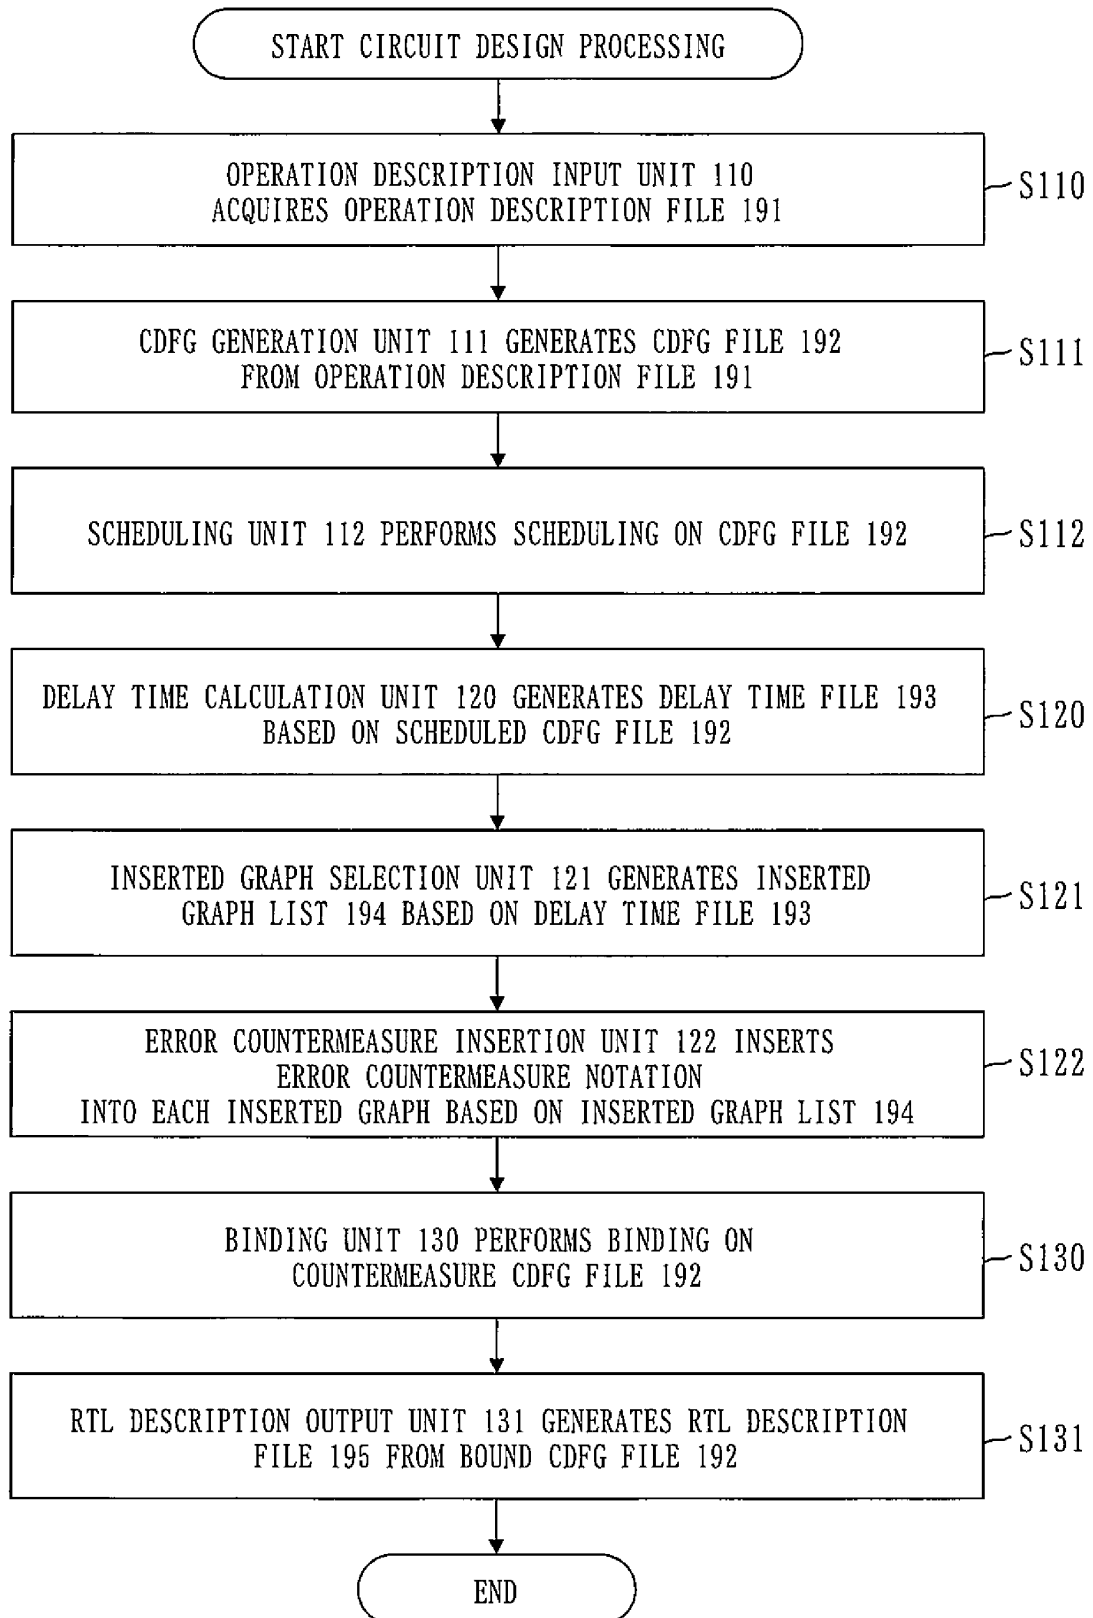 START CIRCUIT DESIGN PROCESSING
OPERATION DESCRIPTION INPUT UNIT 110
ACQUIRES OPERATION DESCRIPTION FILE 191
S110
CDFG GENERATION UNIT 111 GENERATES CDFG FILE 192
FROM OPERATION DESCRIPTION FILE 191
S111
SCHEDULING UNIT 112 PERFORMS SCHEDULING ON CDFG FILE 192
S112
DELAY TIME CALCULATION UNIT 120 GENERATES DELAY TIME FILE 193
BASED ON SCHEDULED CDFG FILE 192
S120
INSERTED GRAPH SELECTION UNIT 121 GENERATES INSERTED
GRAPH LIST 194 BASED ON DELAY TIME FILE 193
S121
ERROR COUNTERMEASURE INSERTION UNIT 122 INSERTS
ERROR COUNTERMEASURE NOTATION
INTO EACH INSERTED GRAPH BASED ON INSERTED GRAPH LIST 194
S122
BINDING UNIT 130 PERFORMS BINDING ON
COUNTERMEASURE CDFG FILE 192
S130
RTL DESCRIPTION OUTPUT UNIT 131 GENERATES RTL DESCRIPTION
FILE 195 FROM BOUND CDFG FILE 192
S131
END